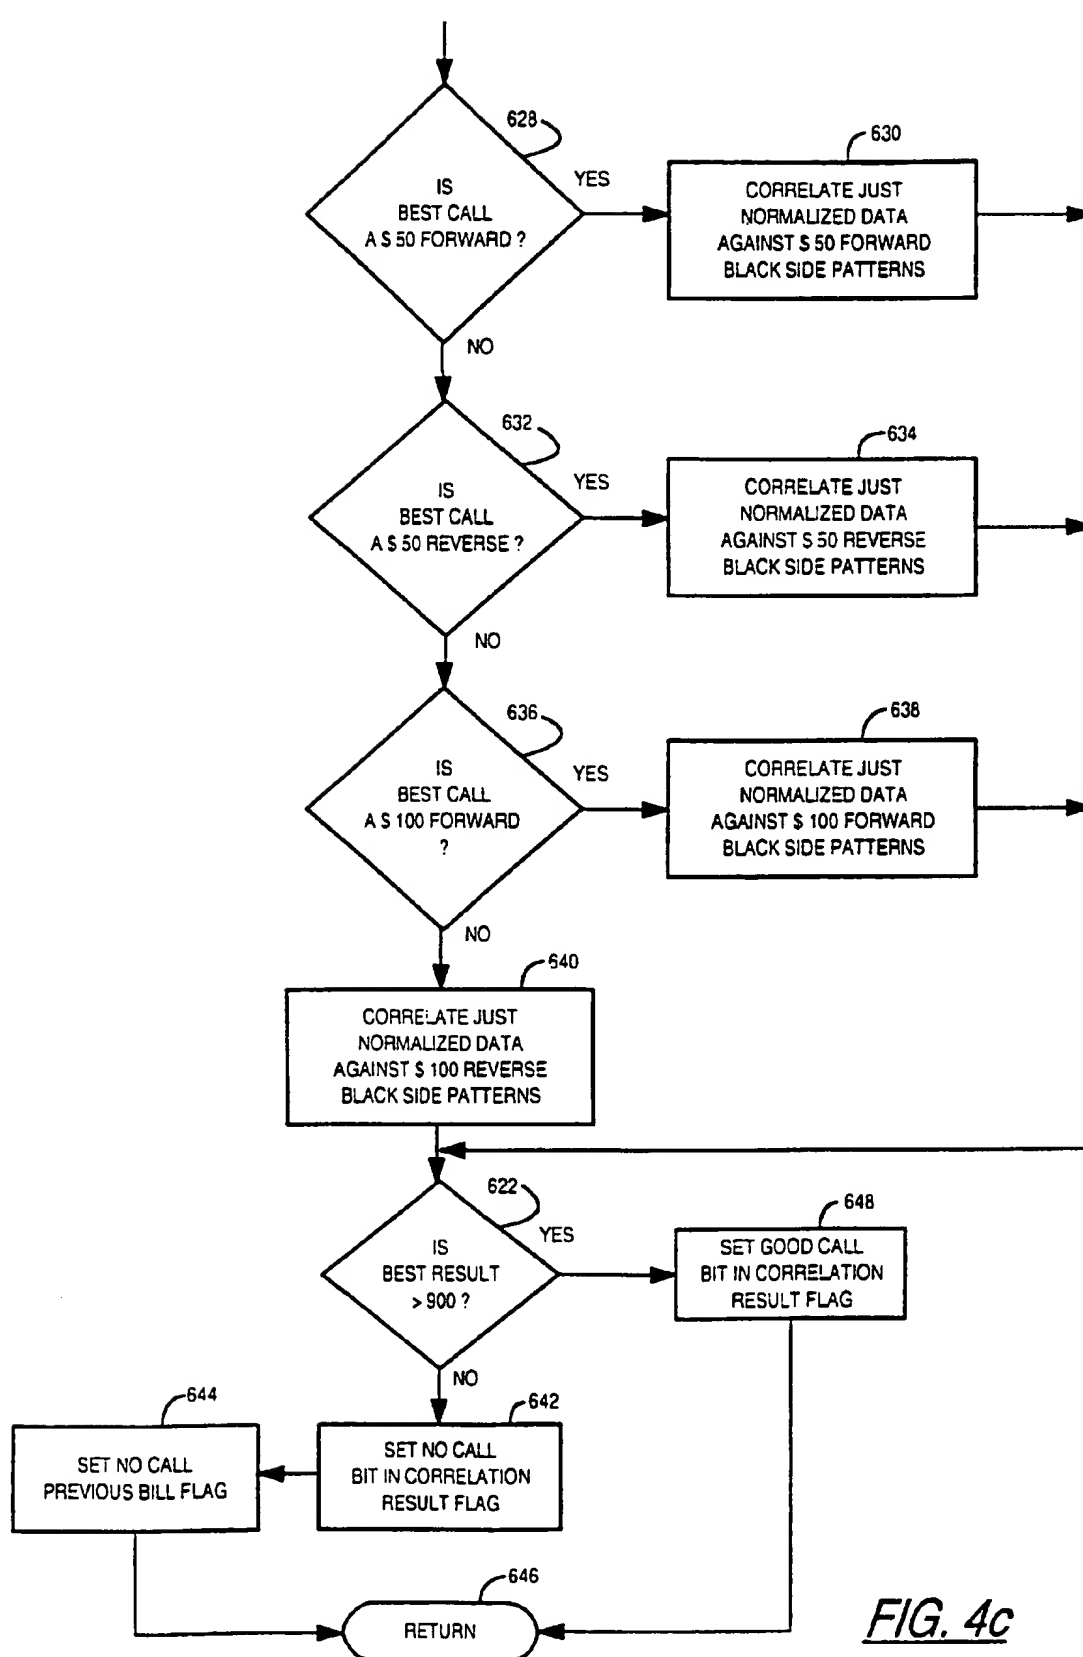 628
IS
BEST CALL
A $ 50 FORWARD ?
YES
630
CORRELATE JUST
NORMALIZED DATA
AGAINST $ 50 FORWARD
BLACK SIDE PATTERNS
NO
632
IS
BEST CALL
A $ 50 REVERSE ?
YES
634
CORRELATE JUST
NORMALIZED DATA
AGAINST $ 50 REVERSE
BLACK SIDE PATTERNS
NO
636
IS
BEST CALL
A $ 100 FORWARD
?
YES
638
CORRELATE JUST
NORMALIZED DATA
AGAINST $ 100 FORWARD
BLACK SIDE PATTERNS
NO
640
CORRELATE JUST
NORMALIZED DATA
AGAINST $ 100 REVERSE
BLACK SIDE PATTERNS
622
IS
BEST RESULT
> 900 ?
YES
648
SET GOOD CALL
BIT IN CORRELATION
RESULT FLAG
NO
642
SET NO CALL
BIT IN CORRELATION
RESULT FLAG
644
SET NO CALL
PREVIOUS BILL FLAG
646
RETURN
FIG. 4c